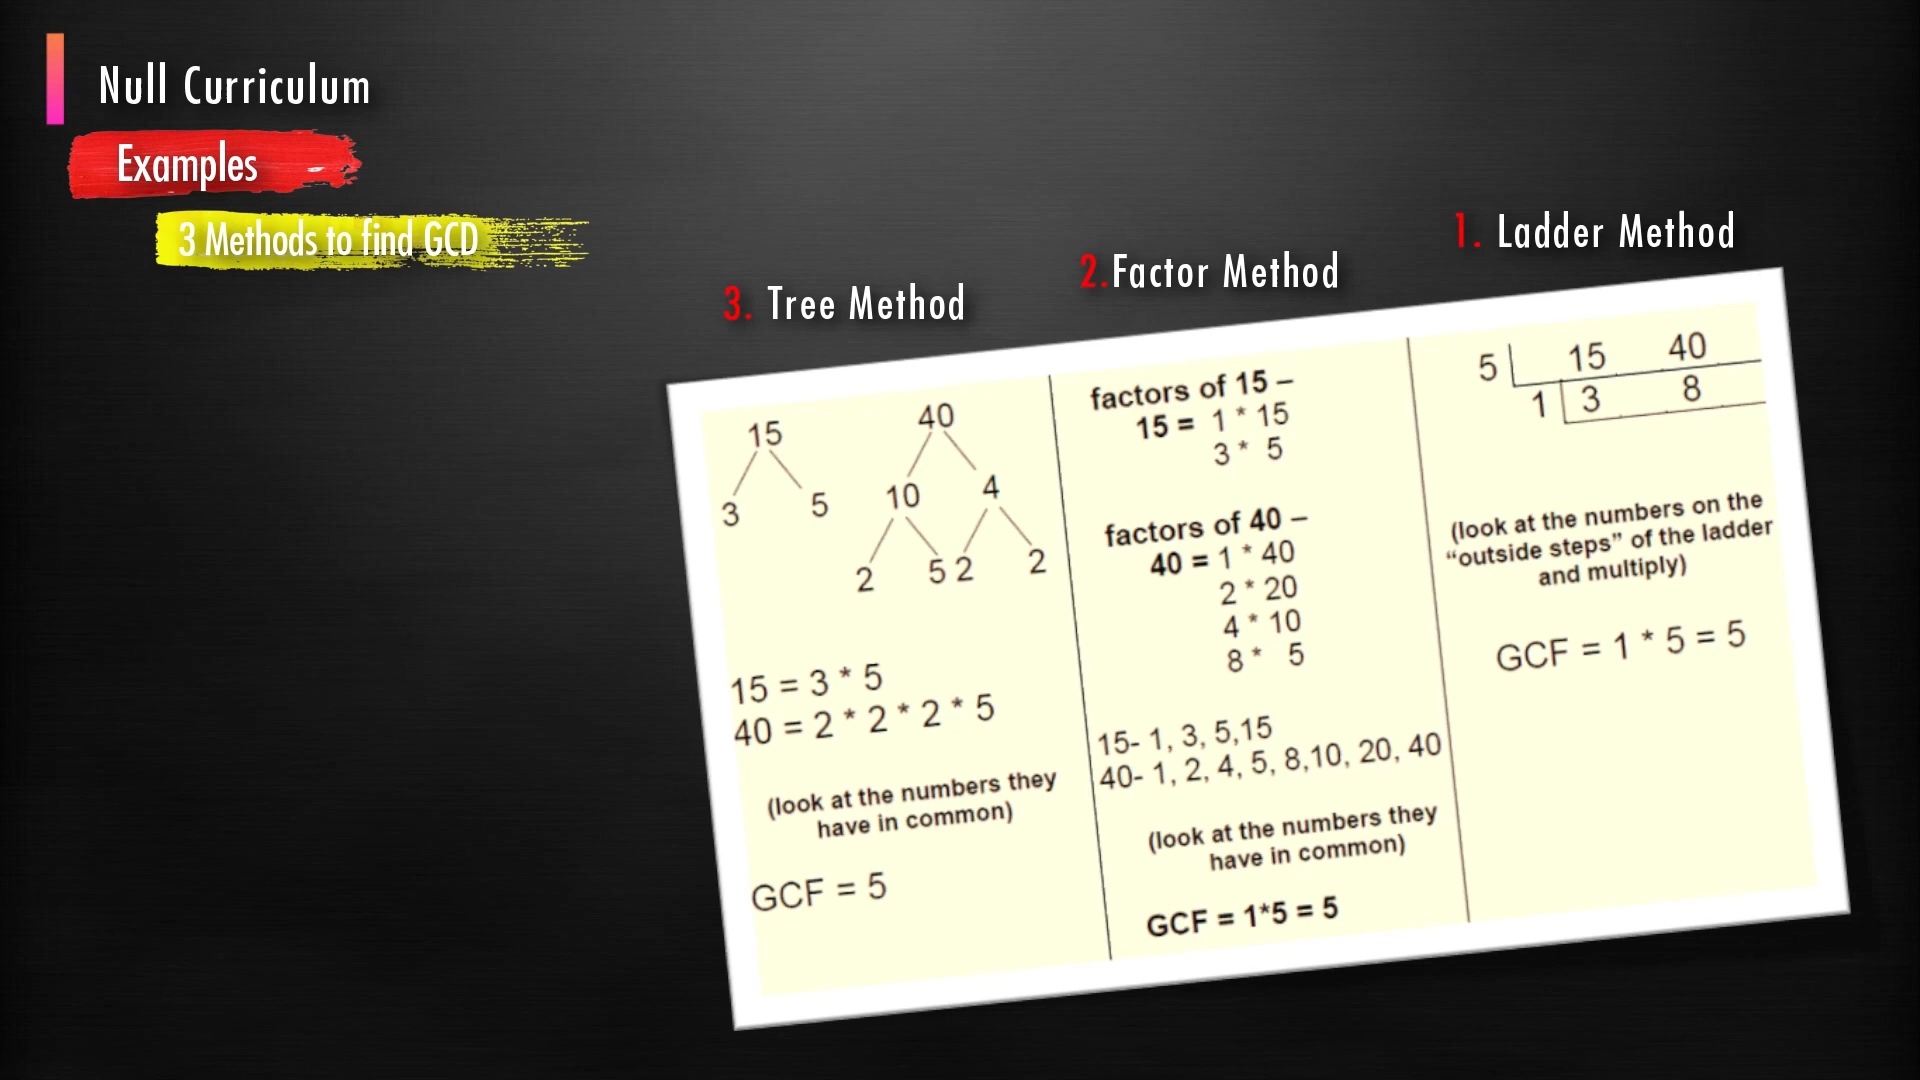 Null Curriculum
Examples
3 Methods to find GCD
3. Tree Method
2.Factor Method
1. Ladder Method
15
3 5
40
10 4
2 5 2 2
15 = 3 * 5
40 = 2 * 2 * 2 * 5
(look at the numbers they
have in common)
GCF = 5
factors of 15 –
15 = 1 * 15
3 * 5
factors of 40 –
40 = 1 * 40
2 * 20
4 * 10
8 * 5
15- 1, 3, 5,15
40- 1, 2, 4, 5, 8,10, 20, 40
(look at the numbers they
have in common)
GCF = 1*5 = 5
5 15 40
1 3 8
(look at the numbers on the
“outside steps” of the ladder
and multiply)
GCF = 1 * 5 = 5